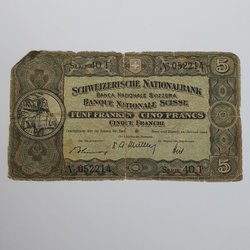 Serie 40 T No 052214
SCHWEIZERISCHE NATIONALBANK
BANCA NAZIONALE SVIZZERA
BANQUE NATIONALE SUISSE
5 5
FÜNF FRANKEN CINQ FRANCS
CINQUE FRANCHI
No 052214 Serie 40 T